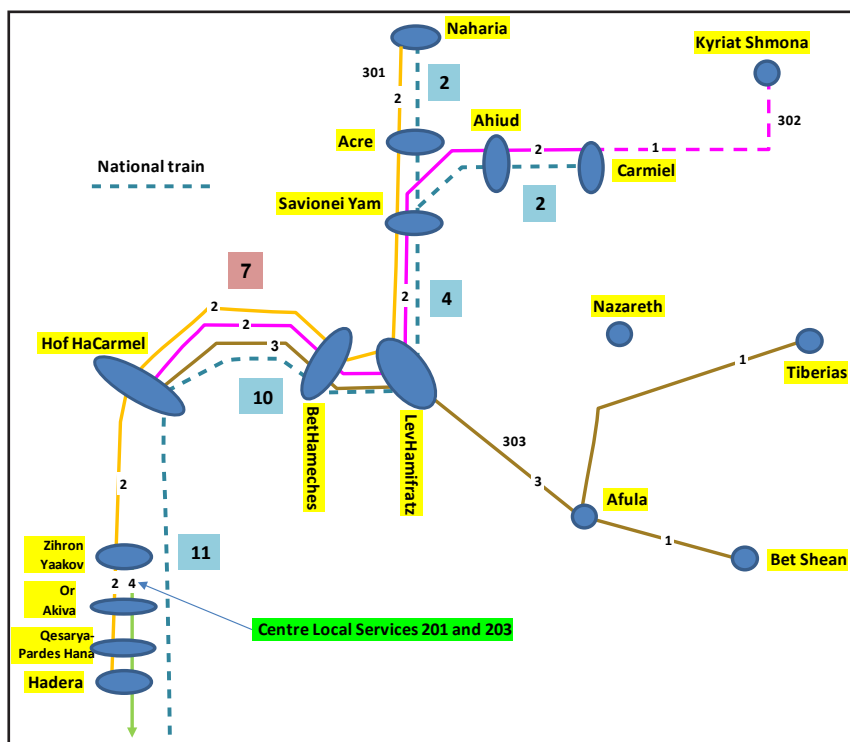 Naharia
Kyriat Shmona
301
2
2
Ahiud
302
Acre
2
1
National train
Carmiel
Savionei Yam
2
7
4
2
2
Nazareth
2
Hof HaCarmel
3
1
Tiberias
10
BetHameches
LevHamifratz
303
2
3
Afula
1
Zihron
Yaakov
11
Bet Shean
2 4
Or
Akiva
Centre Local Services 201 and 203
Qesarya-
Pardes Hana
Hadera